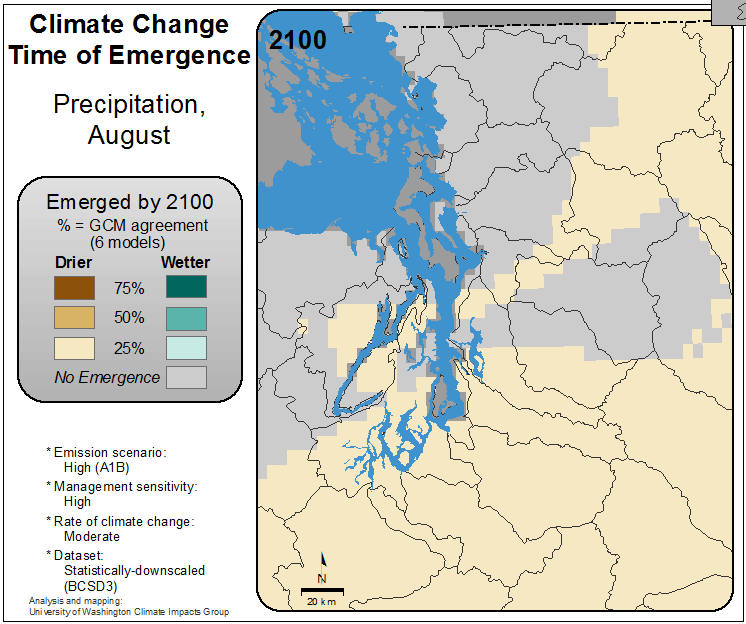 Climate Change
Time of Emergence
Precipitation,
August
Emerged by 2100
% = GCM agreement
(6 models)
Drier Wetter
75%
50%
25%
No Emergence
* Emission scenario:
High (A1B)
* Management sensitivity:
High
* Rate of climate change:
Moderate
* Dataset:
Statistically-downscaled
(BCSD3)
Analysis and mapping:
University of Washington Climate Impacts Group
2100
N
20 km